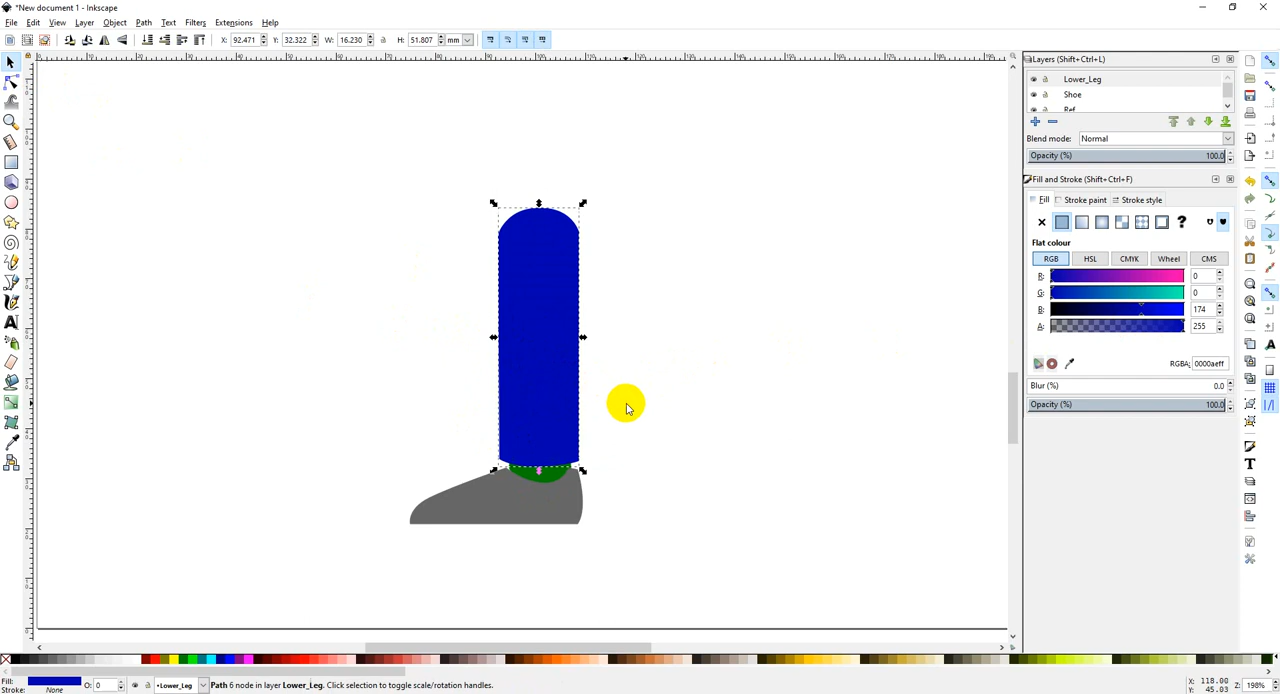 *New document 1 - Inkscape
File Edit View Layer Object Path Text Filters Extensions Help
X: 92.471 Y: 32.322 W: 16.230 H: 51.807 mm
Layers (Shift+Ctrl+L)
Lower_Leg
Shoe
Ref
Blend mode: Normal
Opacity (%) 100.0
Fill and Stroke (Shift+Ctrl+F)
Fill Stroke paint Stroke style
?
Flat colour
RGB HSL CMYK Wheel CMS
R: 0
G: 0
B: 174
A: 255
RGBA: 0000aeff
Blur (%) 0.0
Opacity (%) 100.0
Fill:
Stroke: None
O: 0
•Lower_Leg
Path 6 node in layer Lower_Leg. Click selection to toggle scale/rotation handles.
X: 118.00
Y: 45.03
Z: 198%